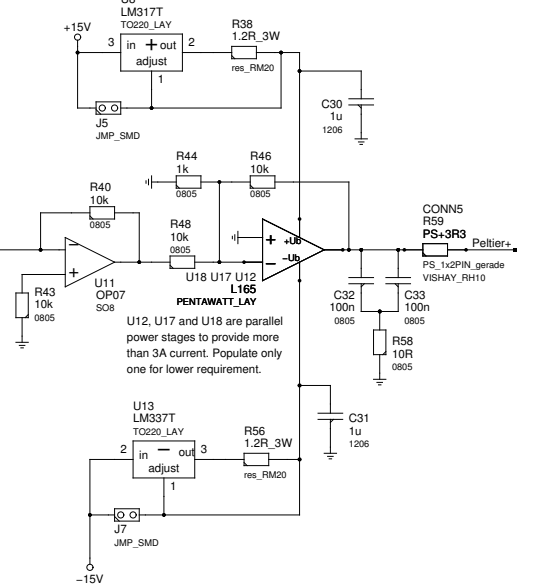 LM317T
TO220_LAY
+15V
3 in + out 2
adjust
1
R38
1.2R_3W
res_RM20
J5
JMP_SMD
C30
1u
1206
R44
1k
0805
R46
10k
0805
R40
10k
0805
R48
10k
0805
CONN5
R59
PS+3R3
Peltier+
PS_1x2PIN_gerade
VISHAY_RH10
+
+Ub
−Ub
−
−
+
U11
OP07
SO8
U18 U17 U12
L165
PENTAWATT_LAY
R43
10k
0805
C32
100n
0805
C33
100n
0805
R58
10R
0805
U12, U17 and U18 are parallel
power stages to provide more
than 3A current. Populate only
one for lower requirement.
U13
LM337T
TO220_LAY
2 in − out 3
adjust
1
R56
1.2R_3W
res_RM20
C31
1u
1206
J7
JMP_SMD
−15V